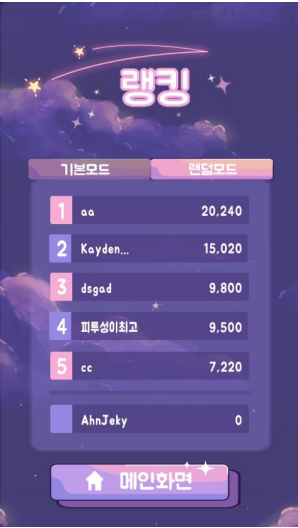 랭킹
기본모드 랜덤모드
1 aa 20,240
2 Kayden... 15,020
3 dsgad 9,800
4 피투성이최고 9,500
5 cc 7,220
AhnJeky 0
메인화면